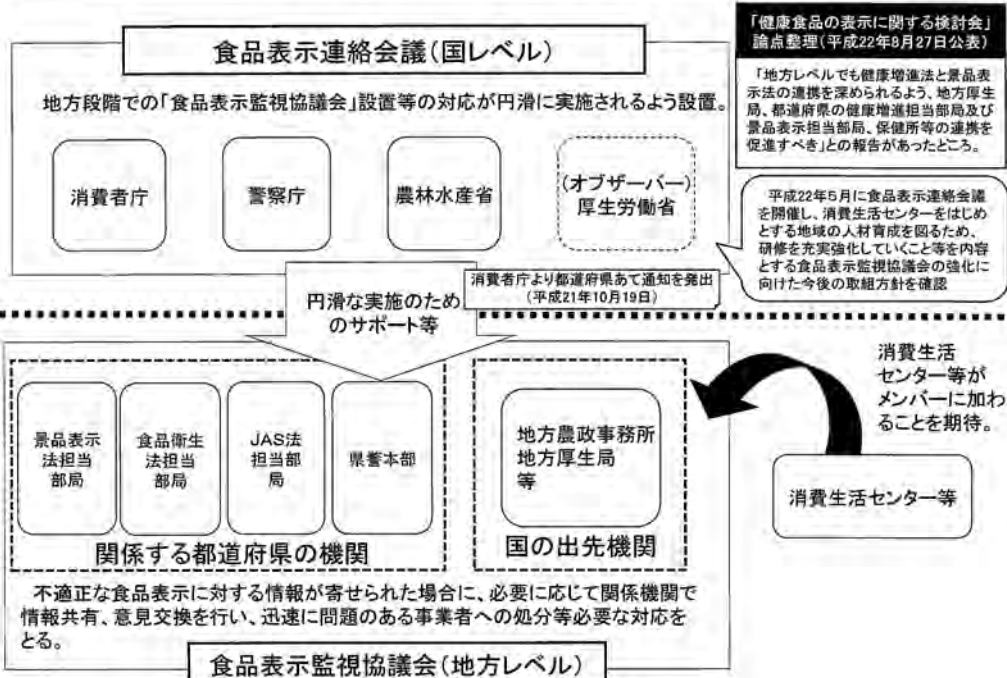 食品表示連絡会議(国レベル)
地方段階での「食品表示監視協議会」設置等の対応が円滑に実施されるよう設置。
消費者庁
警察庁
農林水産省
(オブザーバー)
厚生労働省
「健康食品の表示に関する検討会」
論点整理(平成22年8月27日公表)
「地方レベルでも健康増進法と景品表
示法の連携を深められるよう、地方厚生
局、都道府県の健康増進担当部局及び
景品表示担当部局、保健所等の連携を
促進すべき」との報告があったところ。
平成22年5月に食品表示連絡会議
を開催し、消費生活センターをはじめ
とする地域の人材育成を図るため、
研修を充実強化していくこと等を内容
とする食品表示監視協議会の強化に
向けた今後の取組方針を確認
消費者庁より都道府県あて通知を発出
(平成21年10月19日)
円滑な実施のため
のサポート等
景品表示
法担当
部局
食品衛生
法担当
部局
JAS法
担当部
局
県警本部
関係する都道府県の機関
地方農政事務所
地方厚生局
等
国の出先機関
消費生活
センター等が
メンバーに加わ
ることを期待。
消費生活センター等
不適正な食品表示に対する情報が寄せられた場合に、必要に応じて関係機関で
情報共有、意見交換を行い、迅速に問題のある事業者への処分等必要な対応を
とる。
食品表示監視協議会(地方レベル)